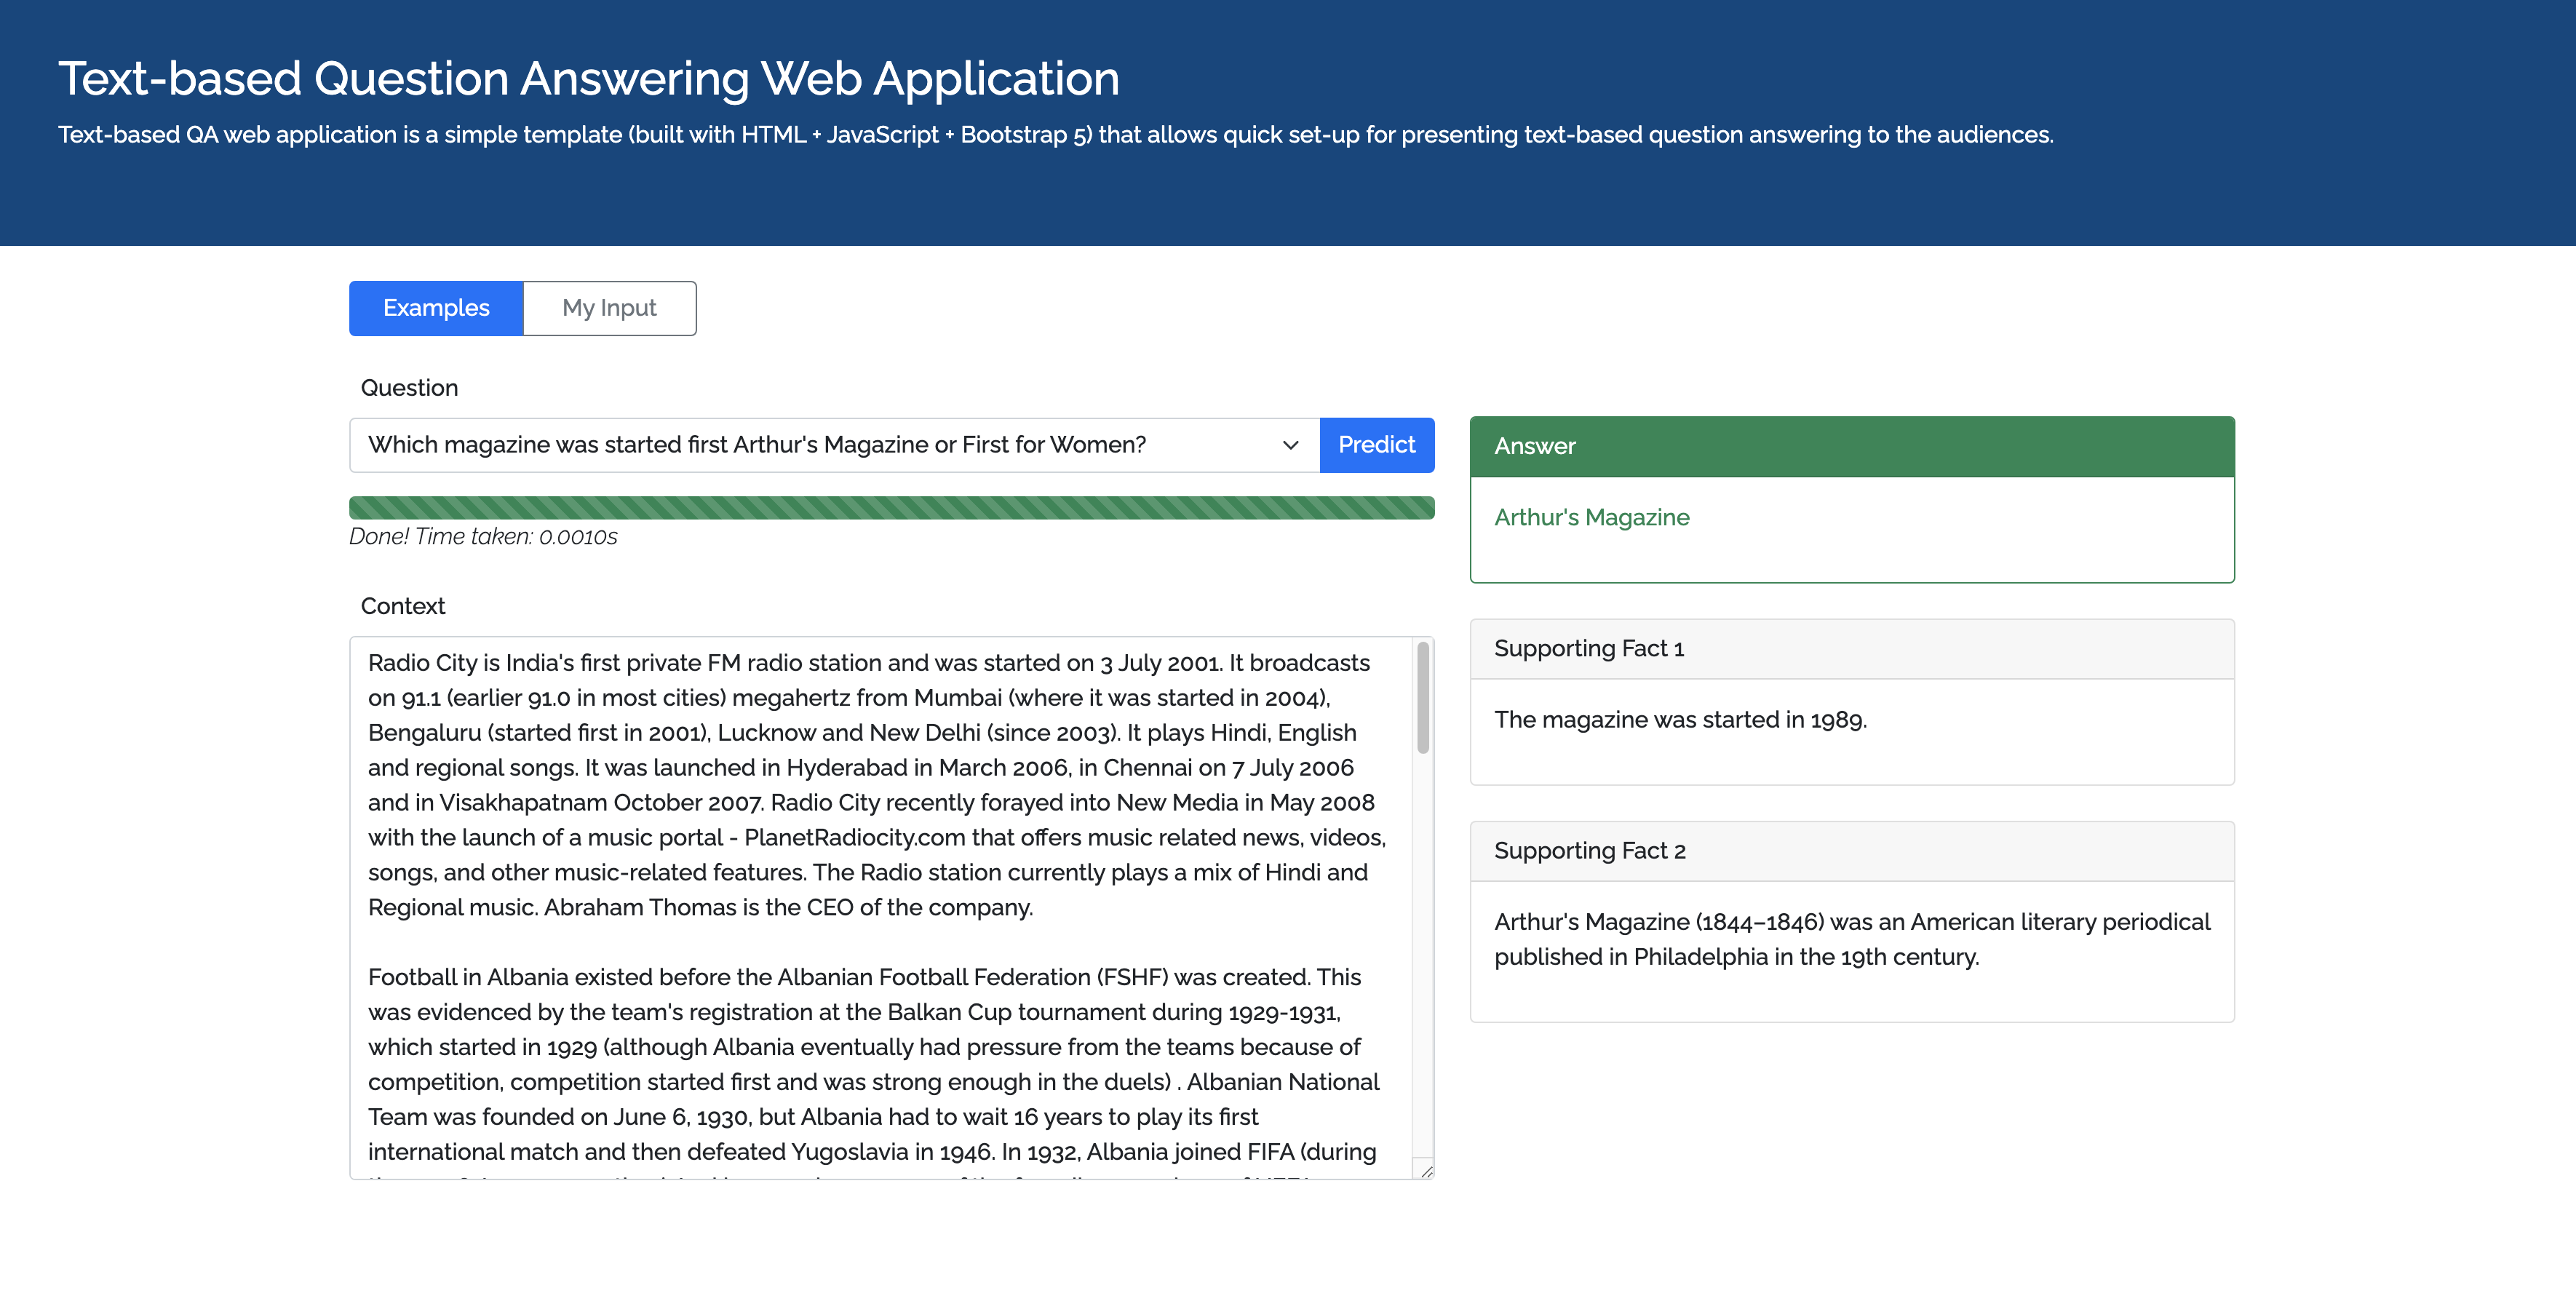 Text-based Question Answering Web Application
Text-based QA web application is a simple template (built with HTML + JavaScript + Bootstrap 5) that allows quick set-up for presenting text-based question answering to the audiences.
Examples
My Input
Question
Which magazine was started first Arthur's Magazine or First for Women?
Predict
Done! Time taken: 0.0010s
Context
Radio City is India's first private FM radio station and was started on 3 July 2001. It broadcasts
on 91.1 (earlier 91.0 in most cities) megahertz from Mumbai (where it was started in 2004),
Bengaluru (started first in 2001), Lucknow and New Delhi (since 2003). It plays Hindi, English
and regional songs. It was launched in Hyderabad in March 2006, in Chennai on 7 July 2006
and in Visakhapatnam October 2007. Radio City recently forayed into New Media in May 2008
with the launch of a music portal - PlanetRadiocity.com that offers music related news, videos,
songs, and other music-related features. The Radio station currently plays a mix of Hindi and
Regional music. Abraham Thomas is the CEO of the company.
Football in Albania existed before the Albanian Football Federation (FSHF) was created. This
was evidenced by the team's registration at the Balkan Cup tournament during 1929-1931,
which started in 1929 (although Albania eventually had pressure from the teams because of
competition, competition started first and was strong enough in the duels) . Albanian National
Team was founded on June 6, 1930, but Albania had to wait 16 years to play its first
international match and then defeated Yugoslavia in 1946. In 1932, Albania joined FIFA (during
Answer
Arthur's Magazine
Supporting Fact 1
The magazine was started in 1989.
Supporting Fact 2
Arthur's Magazine (1844–1846) was an American literary periodical
published in Philadelphia in the 19th century.